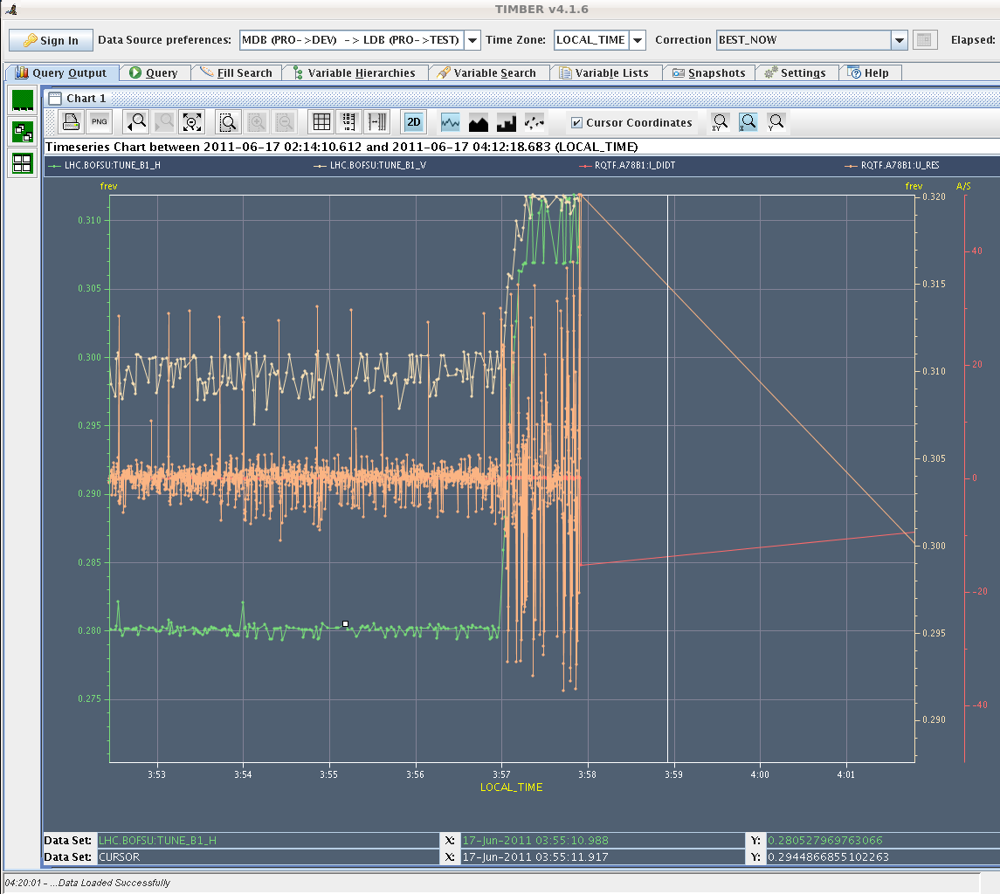 TIMBER v4.1.6
Sign In Data Source preferences: MDB (PRO->DEV) -> LDB (PRO->TEST) Time Zone: LOCAL_TIME Correction BEST_NOW Elapsed:
Query Output Query Fill Search Variable Hierarchies Variable Search Variable Lists Snapshots Settings Help
Chart 1
PNG 2D Cursor Coordinates XY X Y
Timeseries Chart between 2011-06-17 02:14:10.612 and 2011-06-17 04:12:18.683 (LOCAL_TIME)
LHC.BOFSU:TUNE_B1_H LHC.BOFSU:TUNE_B1_V RQTF.A78B1:I_DIDT RQTF.A78B1:U_RES
frev frev A/S
0.310 0.320
40
0.305 0.315
0.300 20
0.310
0.295
0.305
0
0.290
0.300
0.285
-20
0.280 0.295
0.275 -40
0.290
3:53 3:54 3:55 3:56 3:57 3:58 3:59 4:00 4:01
LOCAL_TIME
Data Set: LHC.BOFSU:TUNE_B1_H X: 17-Jun-2011 03:55:10.988 Y: 0.280527969763066
Data Set: CURSOR X: 17-Jun-2011 03:55:11.917 Y: 0.2944866855102263
04:20:01 - ...Data Loaded Successfully